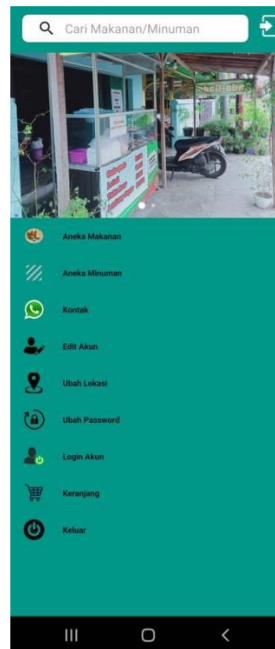 Cari Makanan/Minuman
Aneka Makanan
Aneka Minuman
Kontak
Edit Akun
Ubah Lokasi
Ubah Password
Login Akun
Keranjang
Keluar